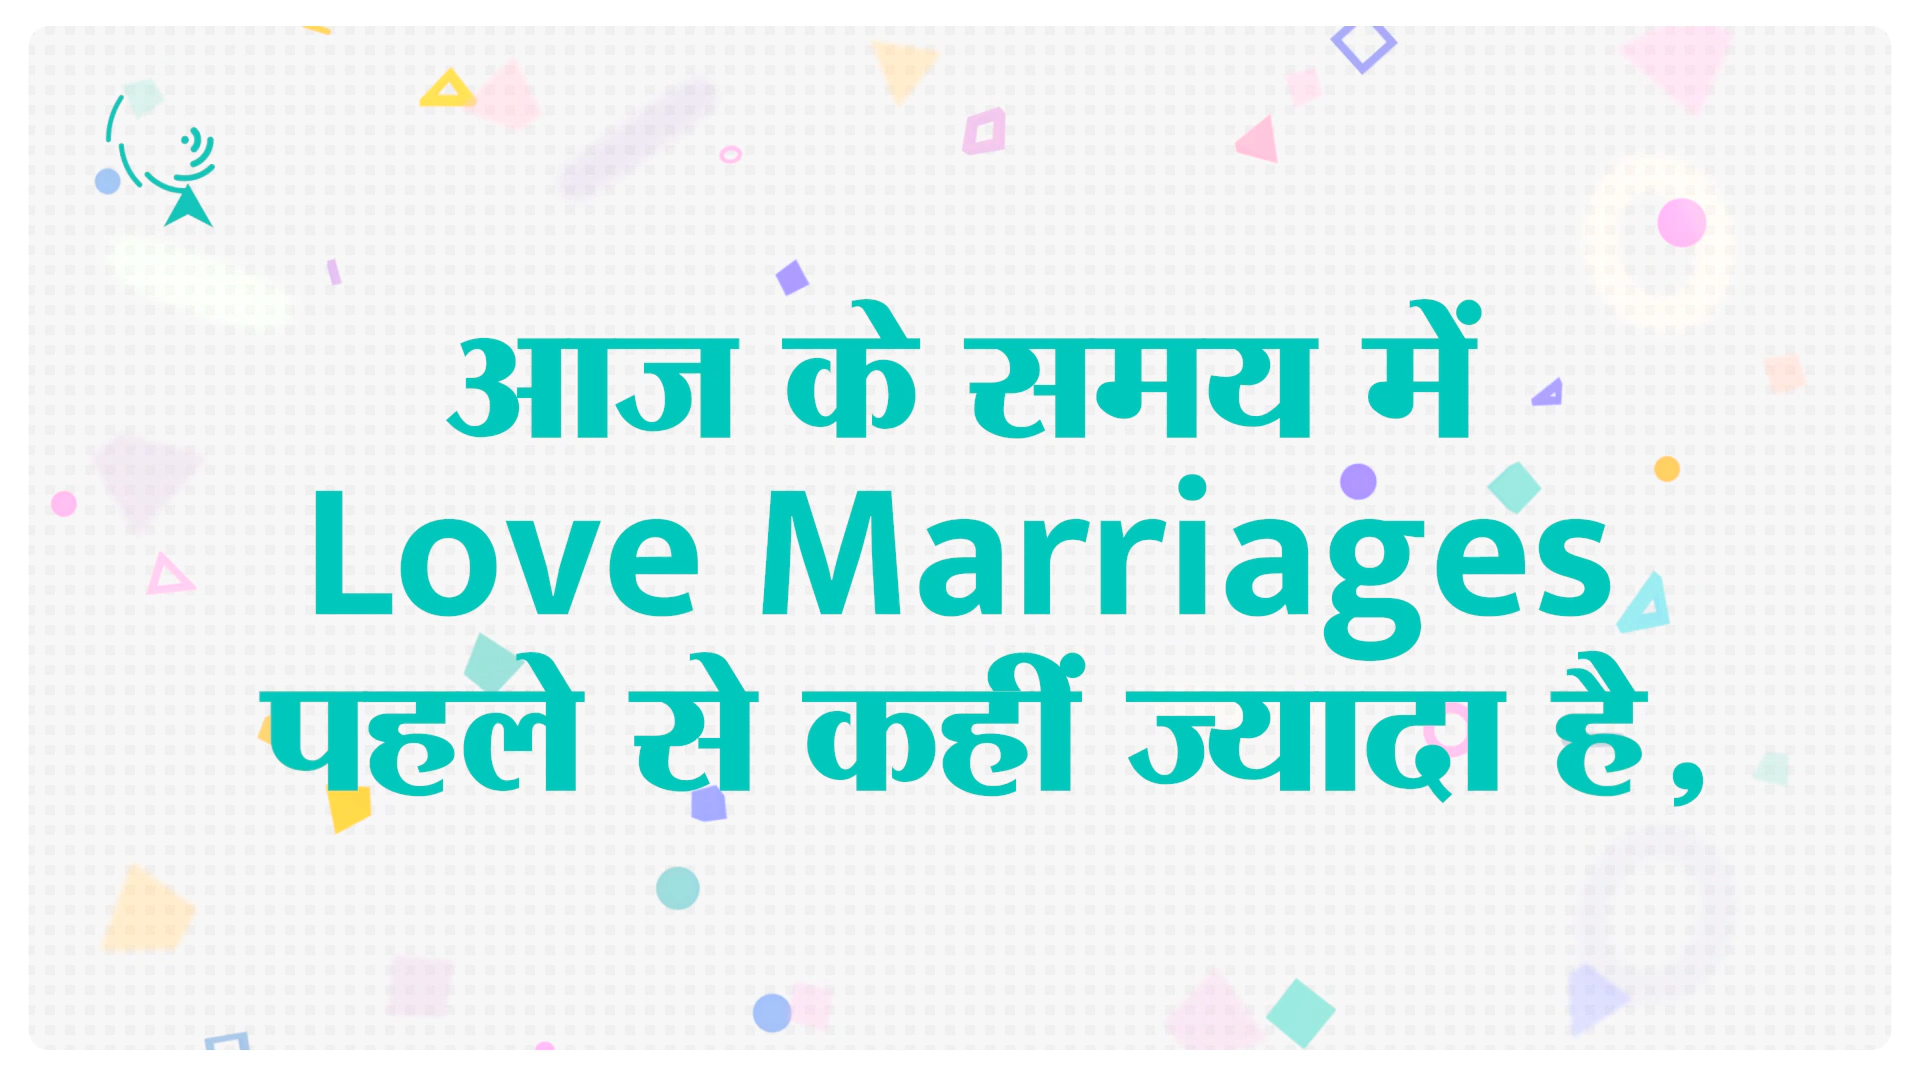 आज के समय में
Love Marriages
पहले से कहीं ज्यादा है,